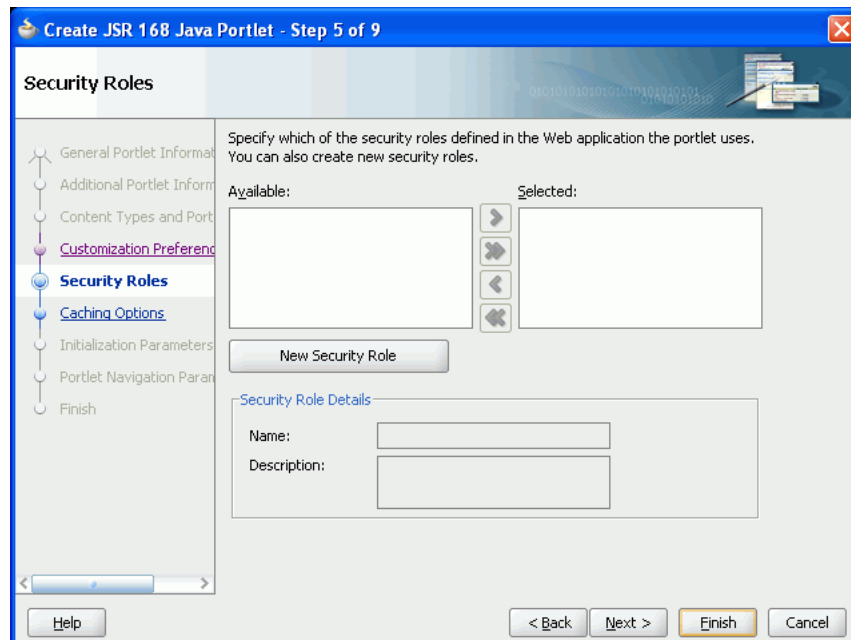 Create JSR 168 Java Portlet - Step 5 of 9
Security Roles
0101010101010101010101010101
01010101010
General Portlet Informat
Additional Portlet Inform
Content Types and Port
Customization Preferenc
Security Roles
Caching Options
Initialization Parameters
Portlet Navigation Paran
Finish
Specify which of the security roles defined in the Web application the portlet uses.
You can also create new security roles.
Available:
Selected:
New Security Role
Security Role Details
Name:
Description:
Help
< Back
Next >
Finish
Cancel